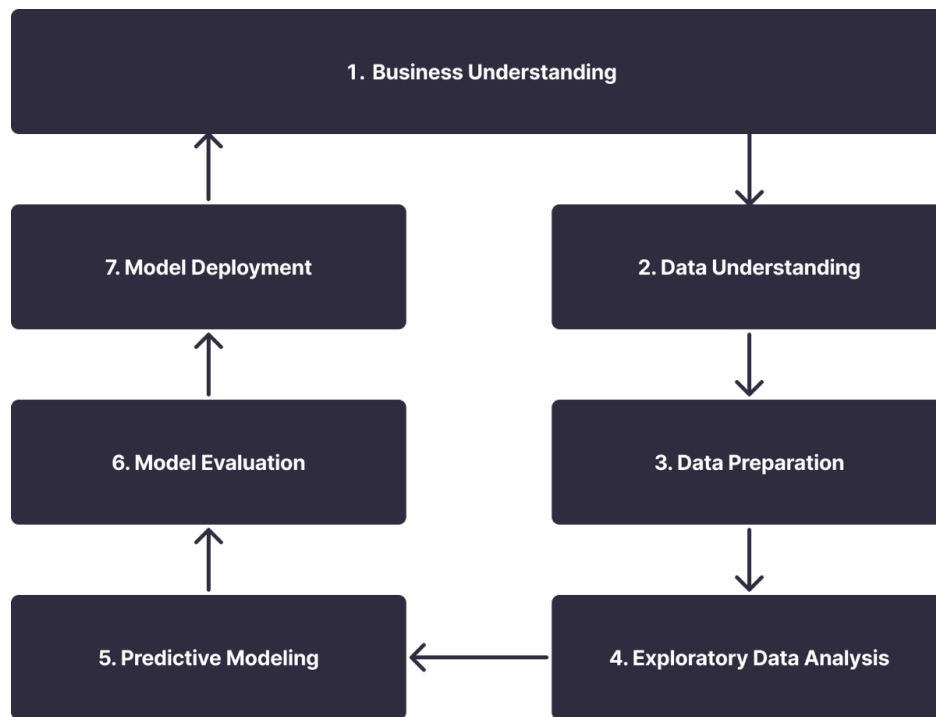 1. Business Understanding
7. Model Deployment
2. Data Understanding
6. Model Evaluation
3. Data Preparation
5. Predictive Modeling
4. Exploratory Data Analysis